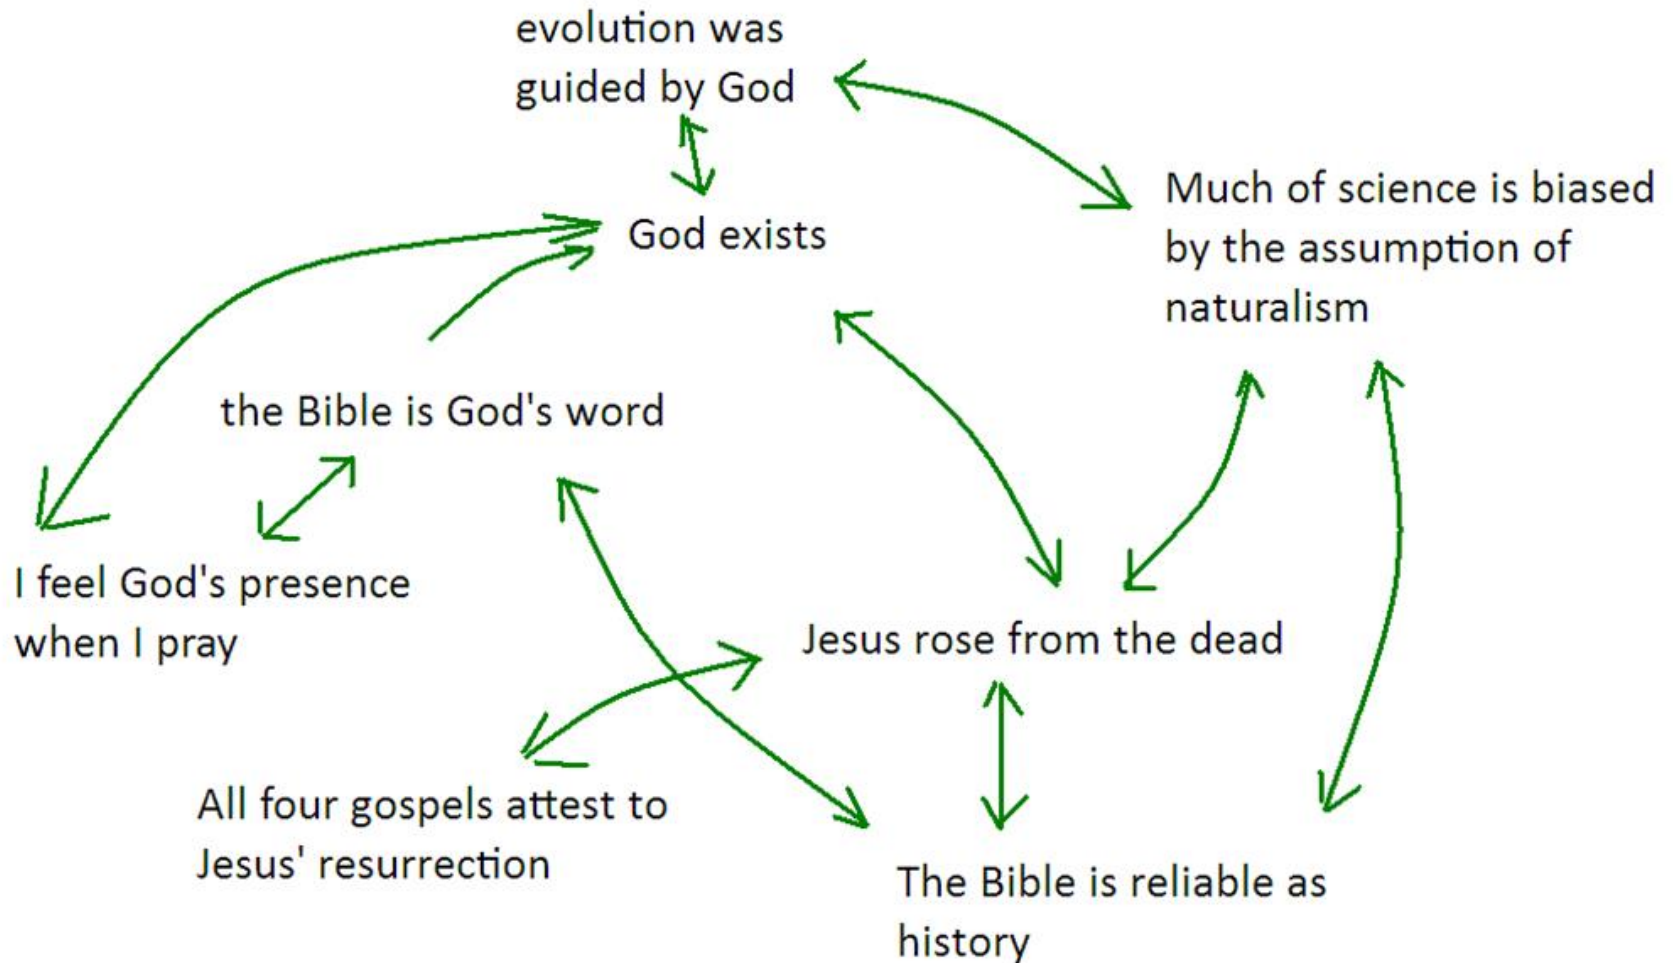 evolution was
guided by God
Much of science is biased
by the assumption of
naturalism
God exists
the Bible is God's word
I feel God's presence
when I pray
Jesus rose from the dead
All four gospels attest to
Jesus' resurrection
The Bible is reliable as
history